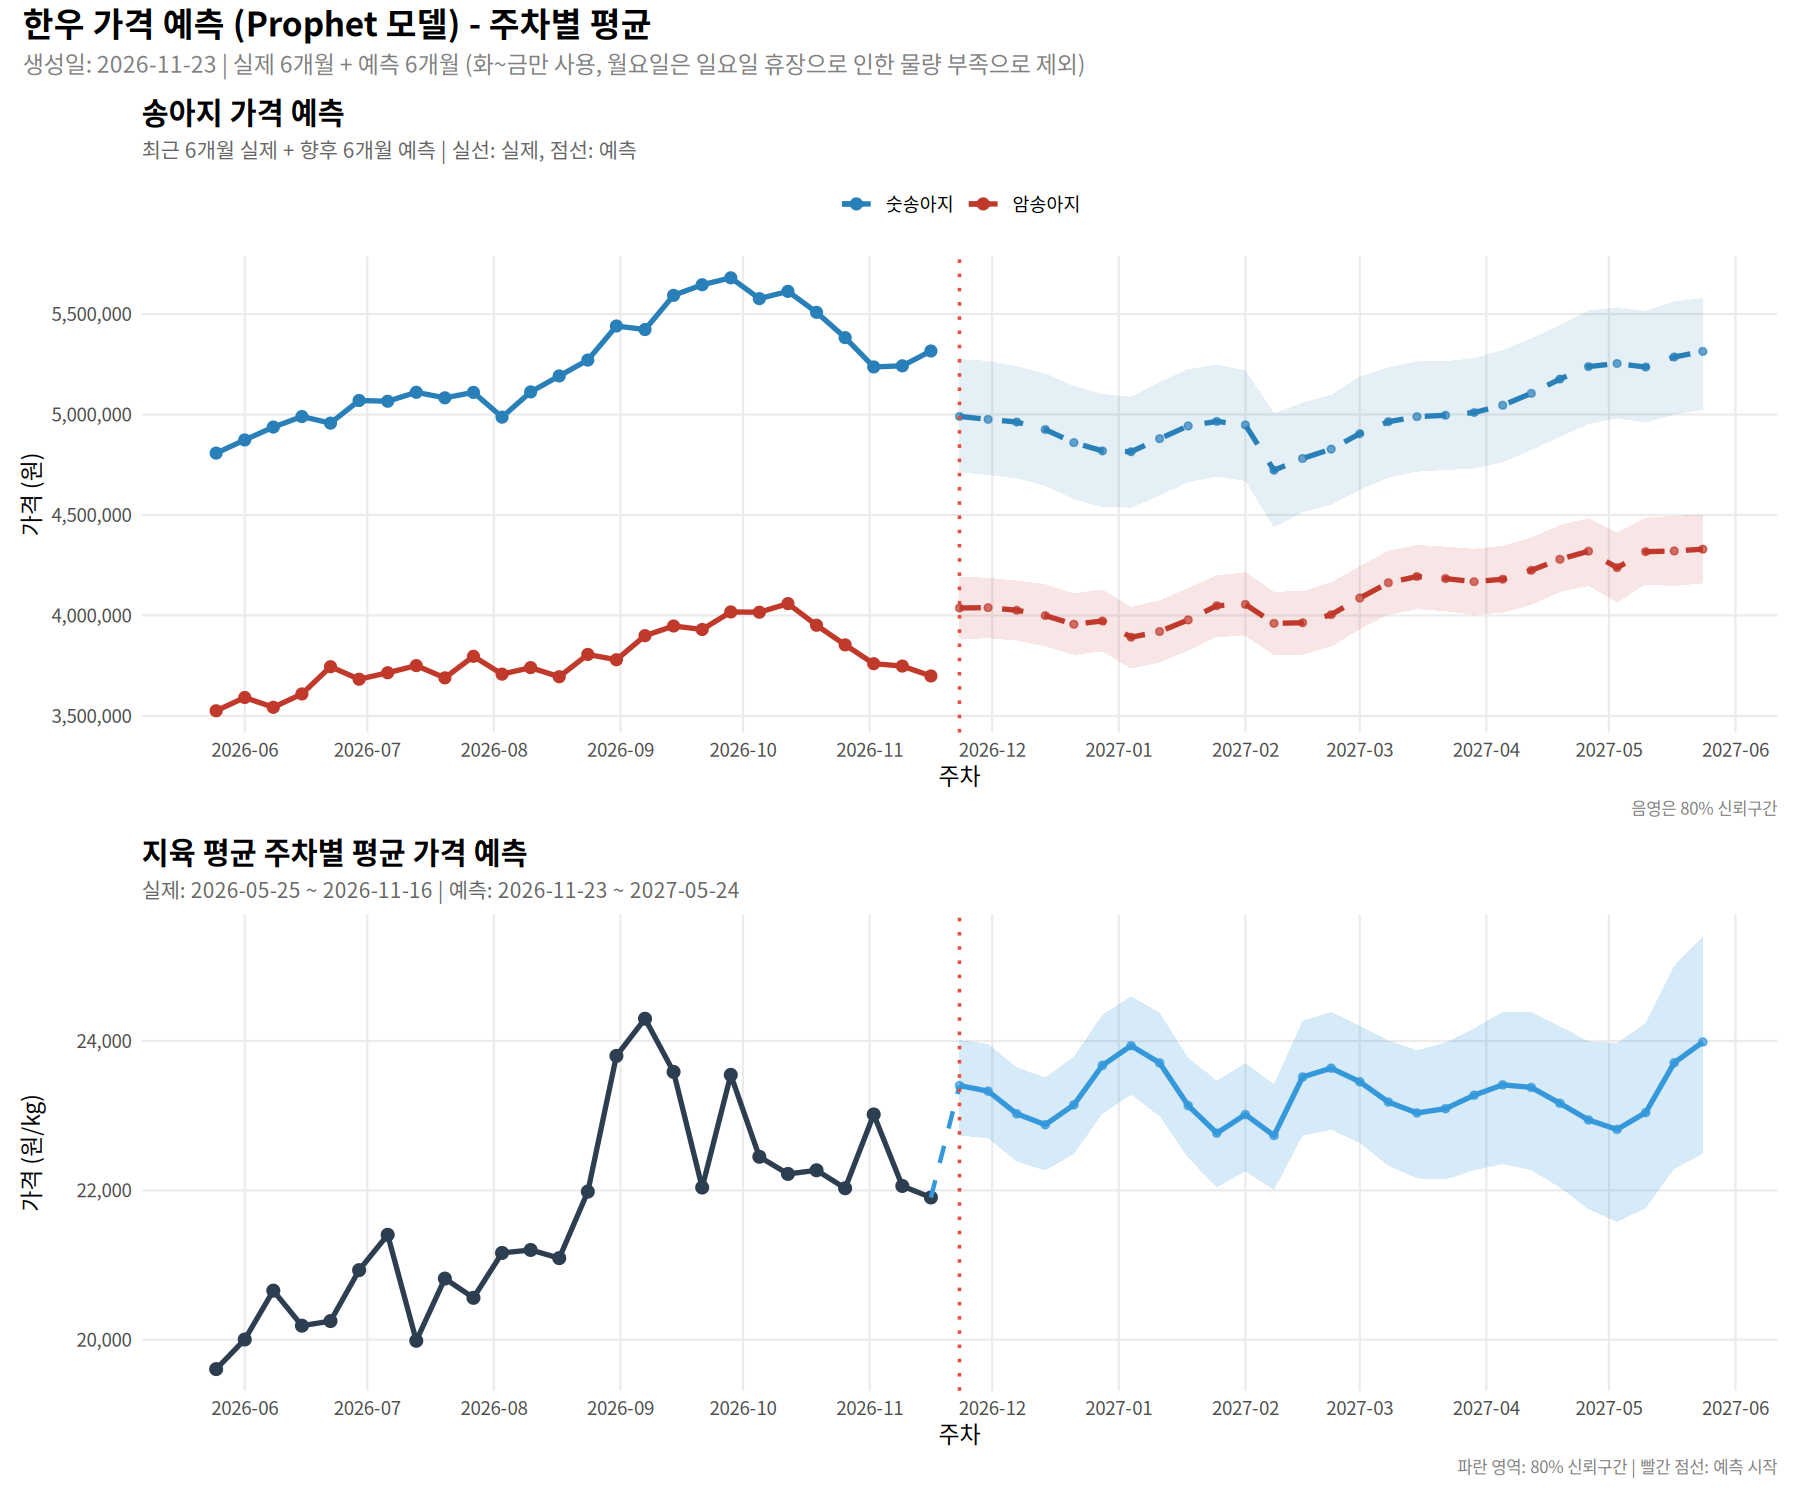 한우 가격 예측 (Prophet 모델) - 주차별 평균
생성일: 2026-11-23 | 실제 6개월 + 예측 6개월 (화~금만 사용, 월요일은 일요일 휴장으로 인한 물량 부족으로 제외)
송아지 가격 예측
최근 6개월 실제 + 향후 6개월 예측 | 실선: 실제, 점선: 예측
숫송아지 암송아지
가격 (원)
5,500,000
5,000,000
4,500,000
4,000,000
3,500,000
2026-06 2026-07 2026-08 2026-09 2026-10 2026-11 2026-12 2027-01 2027-02 2027-03 2027-04 2027-05 2027-06
주차
음영은 80% 신뢰구간
지육 평균 주차별 평균 가격 예측
실제: 2026-05-25 ~ 2026-11-16 | 예측: 2026-11-23 ~ 2027-05-24
가격 (원/kg)
24,000
22,000
20,000
2026-06 2026-07 2026-08 2026-09 2026-10 2026-11 2026-12 2027-01 2027-02 2027-03 2027-04 2027-05 2027-06
주차
파란 영역: 80% 신뢰구간 | 빨간 점선: 예측 시작